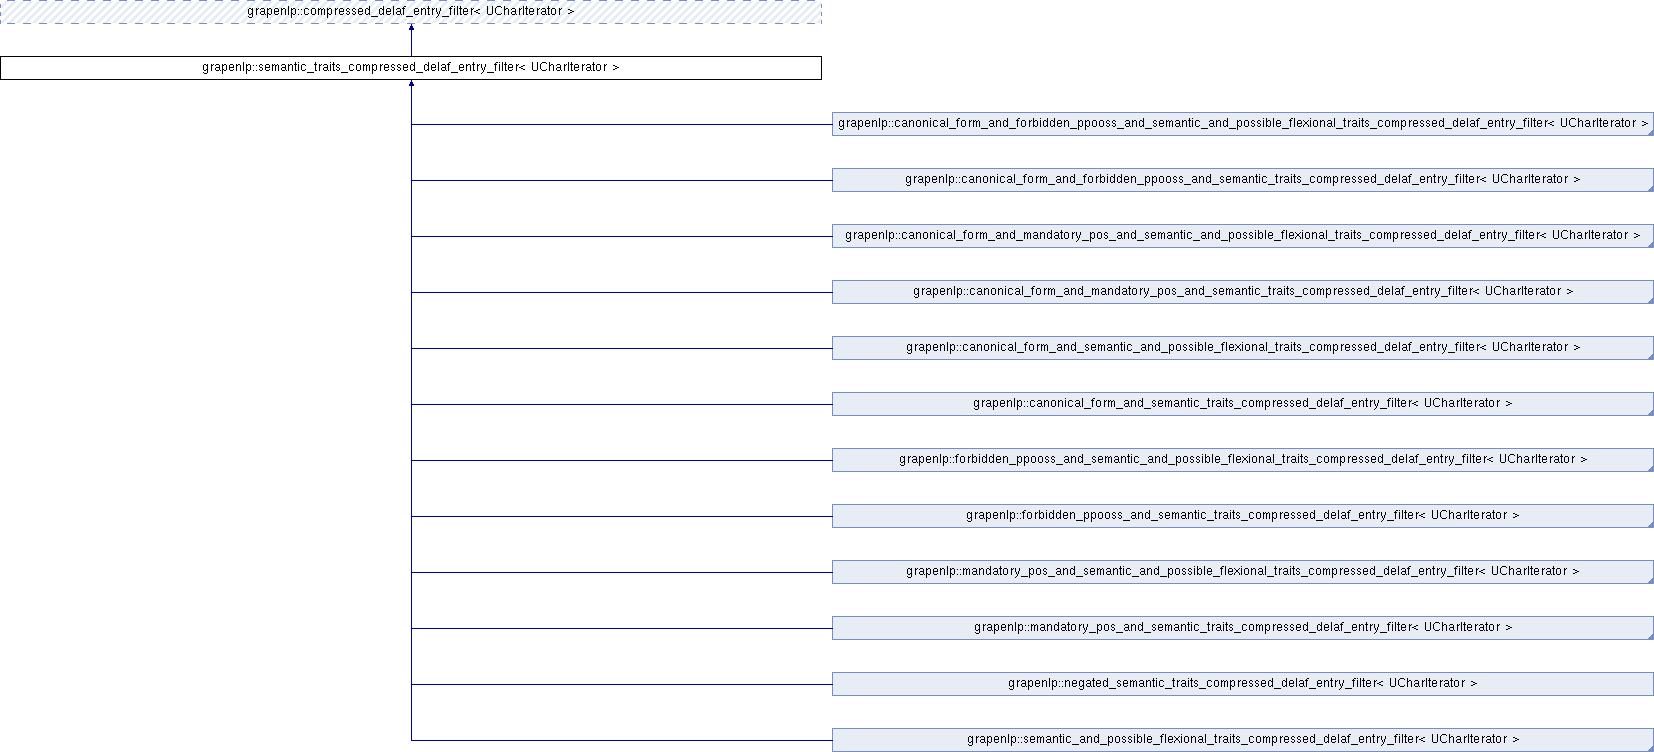 grapenlp::compressed_delaf_entry_filter< UCharIterator >
grapenlp::semantic_traits_compressed_delaf_entry_filter< UCharIterator >
grapenlp::canonical_form_and_forbidden_ppooss_and_semantic_and_possible_flexional_traits_compressed_delaf_entry_filter< UCharIterator >
grapenlp::canonical_form_and_forbidden_ppooss_and_semantic_traits_compressed_delaf_entry_filter< UCharIterator >
grapenlp::canonical_form_and_mandatory_pos_and_semantic_and_possible_flexional_traits_compressed_delaf_entry_filter< UCharIterator >
grapenlp::canonical_form_and_mandatory_pos_and_semantic_traits_compressed_delaf_entry_filter< UCharIterator >
grapenlp::canonical_form_and_semantic_and_possible_flexional_traits_compressed_delaf_entry_filter< UCharIterator >
grapenlp::canonical_form_and_semantic_traits_compressed_delaf_entry_filter< UCharIterator >
grapenlp::forbidden_ppooss_and_semantic_and_possible_flexional_traits_compressed_delaf_entry_filter< UCharIterator >
grapenlp::forbidden_ppooss_and_semantic_traits_compressed_delaf_entry_filter< UCharIterator >
grapenlp::mandatory_pos_and_semantic_and_possible_flexional_traits_compressed_delaf_entry_filter< UCharIterator >
grapenlp::mandatory_pos_and_semantic_traits_compressed_delaf_entry_filter< UCharIterator >
grapenlp::negated_semantic_traits_compressed_delaf_entry_filter< UCharIterator >
grapenlp::semantic_and_possible_flexional_traits_compressed_delaf_entry_filter< UCharIterator >